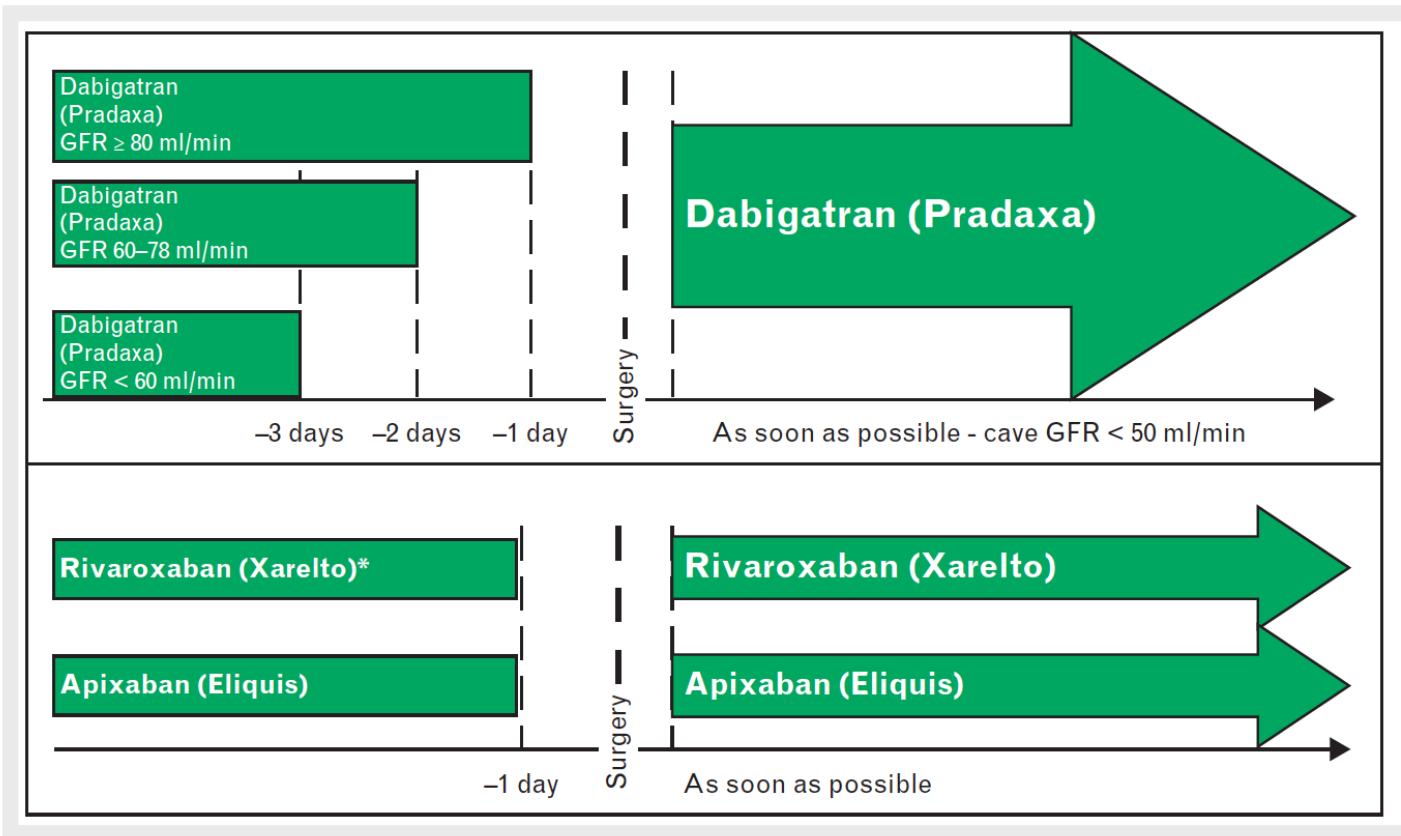 Dabigatran
(Pradaxa)
GFR ≥ 80 ml/min
Dabigatran
(Pradaxa)
GFR 60–78 ml/min
Dabigatran
(Pradaxa)
GFR < 60 ml/min
Dabigatran (Pradaxa)
–3 days
–2 days
–1 day
Surgery
As soon as possible - cave GFR < 50 ml/min
Rivaroxaban (Xarelto)*
Rivaroxaban (Xarelto)
Apixaban (Eliquis)
Apixaban (Eliquis)
–1 day
Surgery
As soon as possible